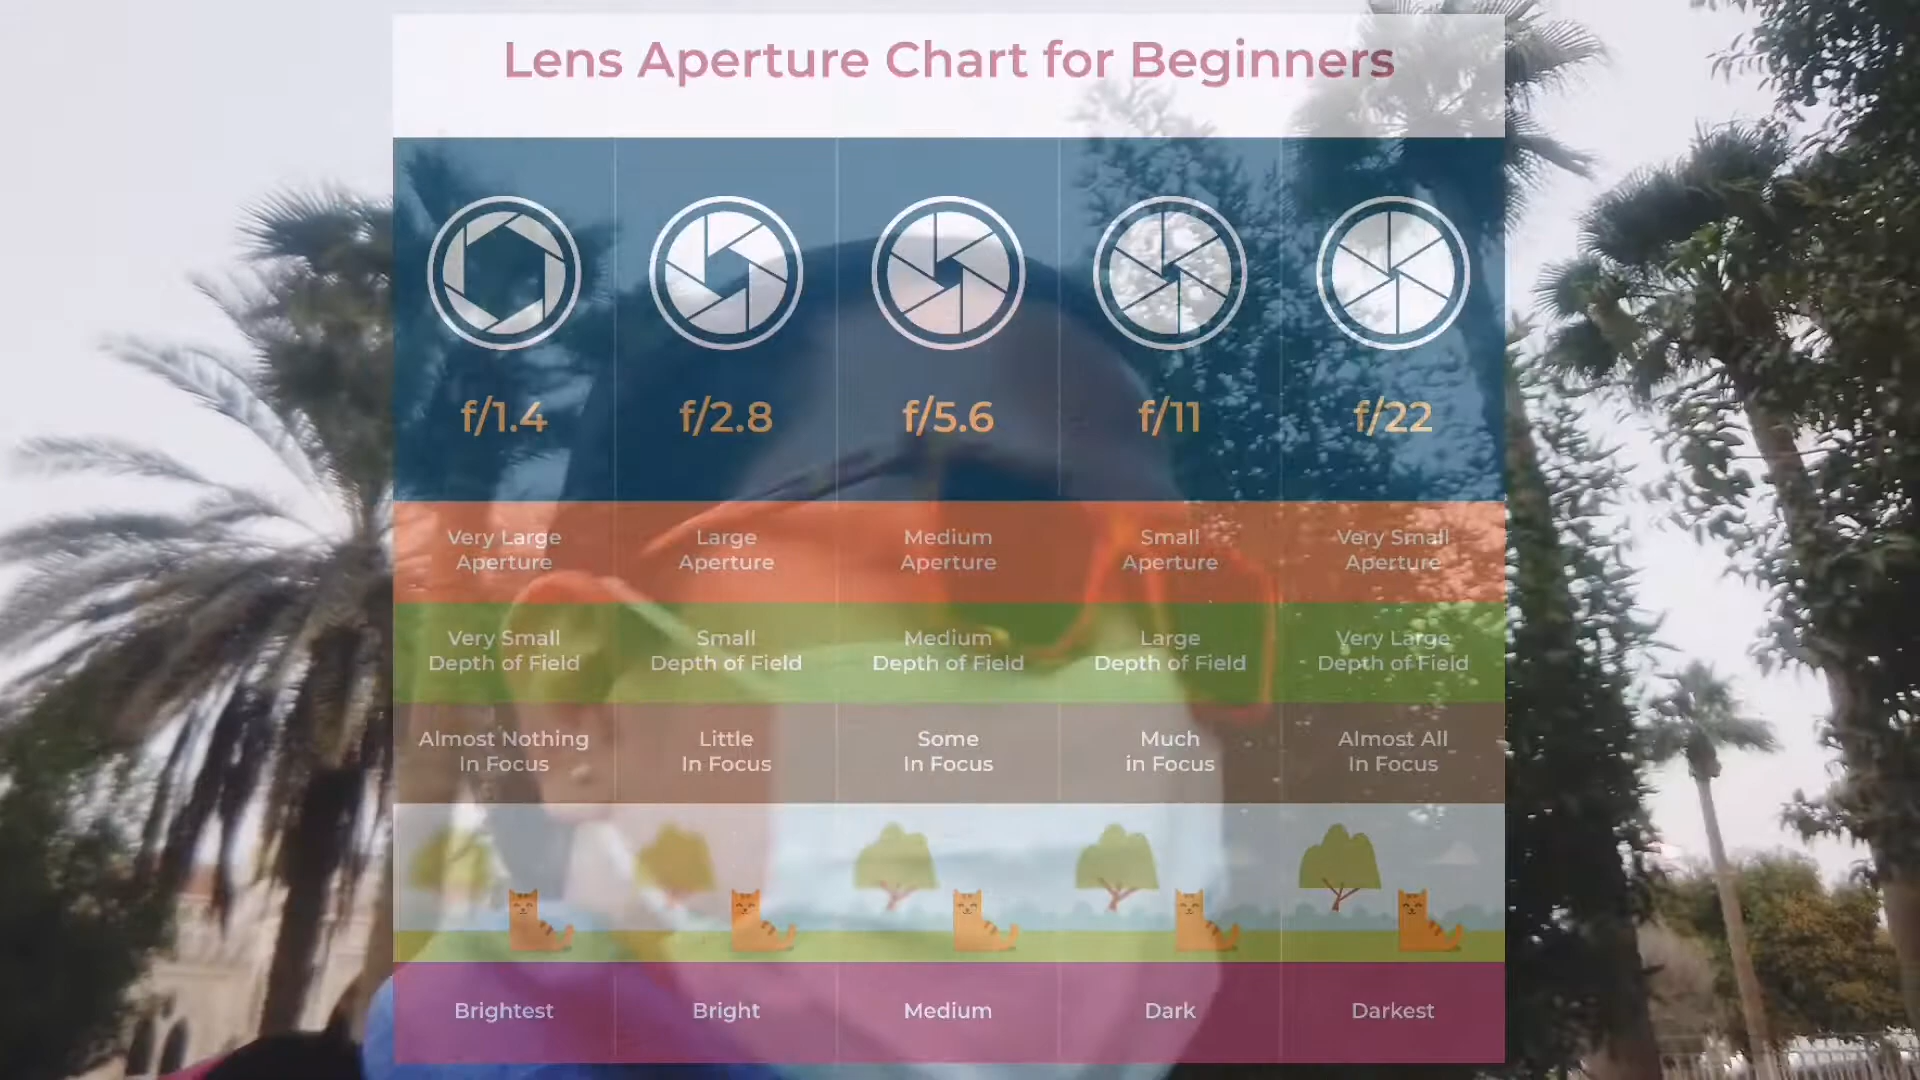 Lens Aperture Chart for Beginners
f/1.4 f/2.8 f/5.6 f/11 f/22
Very Large Large Medium Small Very Small
Aperture Aperture Aperture Aperture Aperture
Very Small Small Medium Large Very Large
Depth of Field Depth of Field Depth of Field Depth of Field Depth of Field
Almost Nothing Little Some Much Almost All
In Focus In Focus In Focus in Focus In Focus
Brightest Bright Medium Dark Darkest